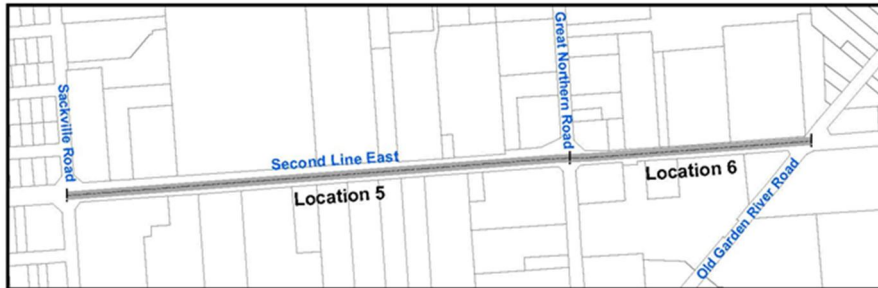 Sackville Road
Second Line East
Great Northern Road
Location 5
Location 6
Old Garden River Road